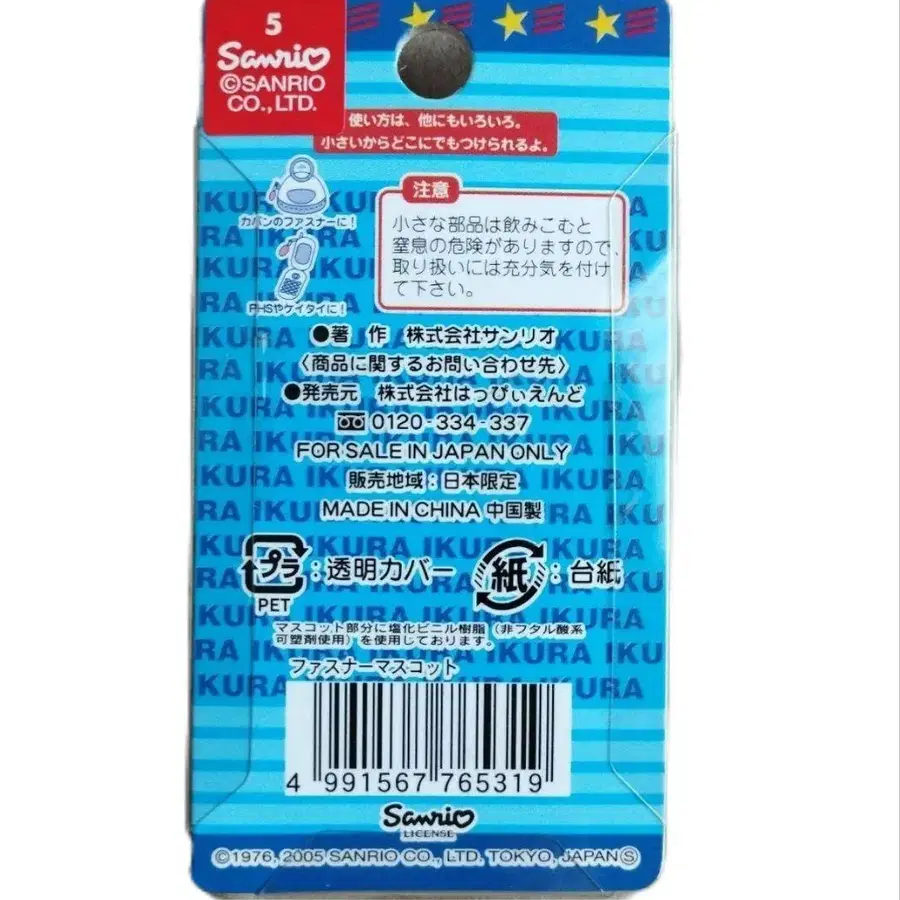 5
Sanrio
©SANRIO
CO., LTD.
使い方は、他にもいろいろ。
小さいからどこにでもつけられるよ。
カバンのファスナーに!
PHSやケイタイに!
注意
小さな部品は飲みこむと
窒息の危険がありますので、
取り扱いには充分気を付け
て下さい。
IKURA IKURA
●著 作 株式会社サンリオ
〈商品に関するお問い合わせ先〉
●発売元 株式会社はっぴぃえんど
0120-334-337
FOR SALE IN JAPAN ONLY
販売地域:日本限定
MADE IN CHINA 中国製
プラ:透明カバー 紙:台紙
PET
マスコット部分に塩化ビニル樹脂(非フタル酸系
可塑剤使用)を使用しております。
ファスナーマスコット
4 991567 765319
Sanrio
LICENSE
©1976, 2005 SANRIO CO., LTD. TOKYO, JAPAN Ⓢ